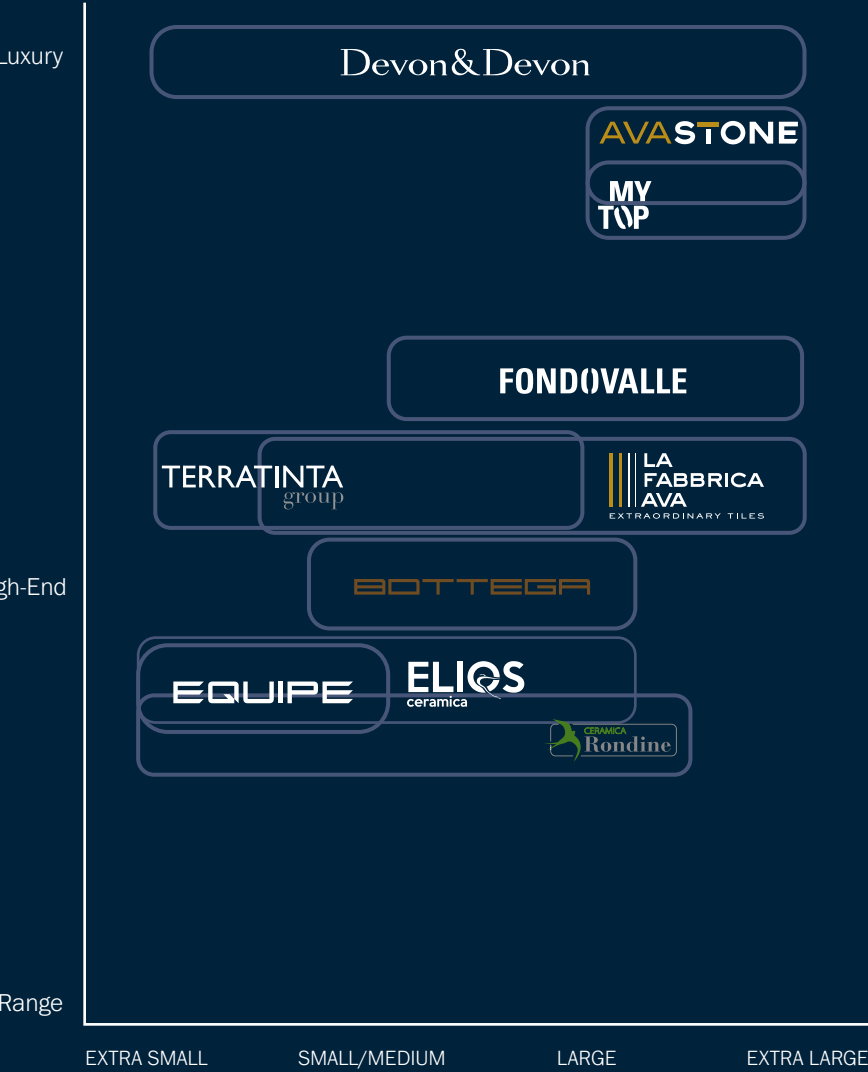 Luxury
Devon&Devon
AVASTONE
MY
TOP
FONDOVALLE
TERRATINTA
group
LA
FABBRICA
AVA
EXTRAORDINARY TILES
gh-End
BOTTEGA
EQUIPE
ELIOS
ceramica
CERAMICA
Rondine
Range
EXTRA SMALL SMALL/MEDIUM LARGE EXTRA LARGE